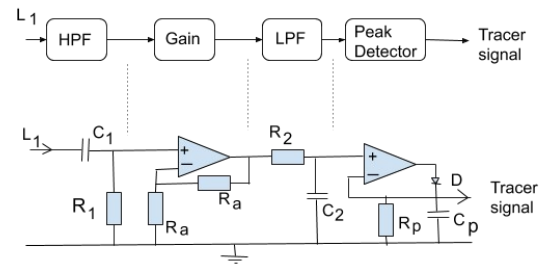 L1
HPF
Gain
LPF
Peak
Detector
Tracer
signal
L1
C1
+
−
R2
+
−
D
Tracer
signal
R1
Ra
Ra
C2
Rp
Cp